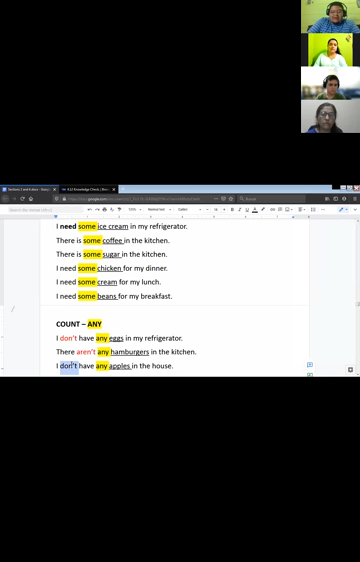 I need some ice cream in my refrigerator.
There is some coffee in the kitchen.
There is some sugar in the kitchen.
I need some chicken for my dinner.
I need some cream for my lunch.
I need some beans for my breakfast.
COUNT – ANY
I don't have any eggs in my refrigerator.
There aren't any hamburgers in the kitchen.
I don't have any apples in the house.